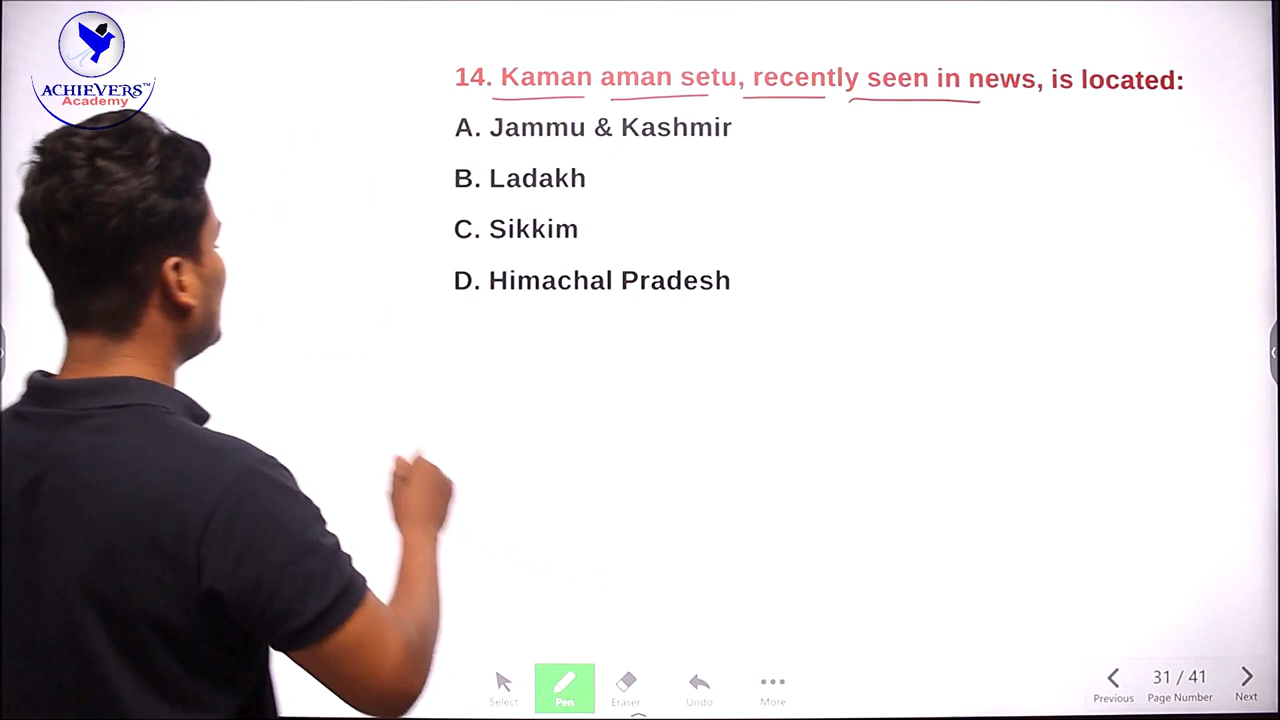 ACHIEVERS™
Academy
14. Kaman aman setu, recently seen in news, is located:
A. Jammu & Kashmir
B. Ladakh
C. Sikkim
D. Himachal Pradesh
Select
Pen
Eraser
Undo
More
Previous
31 / 41
Page Number
Next